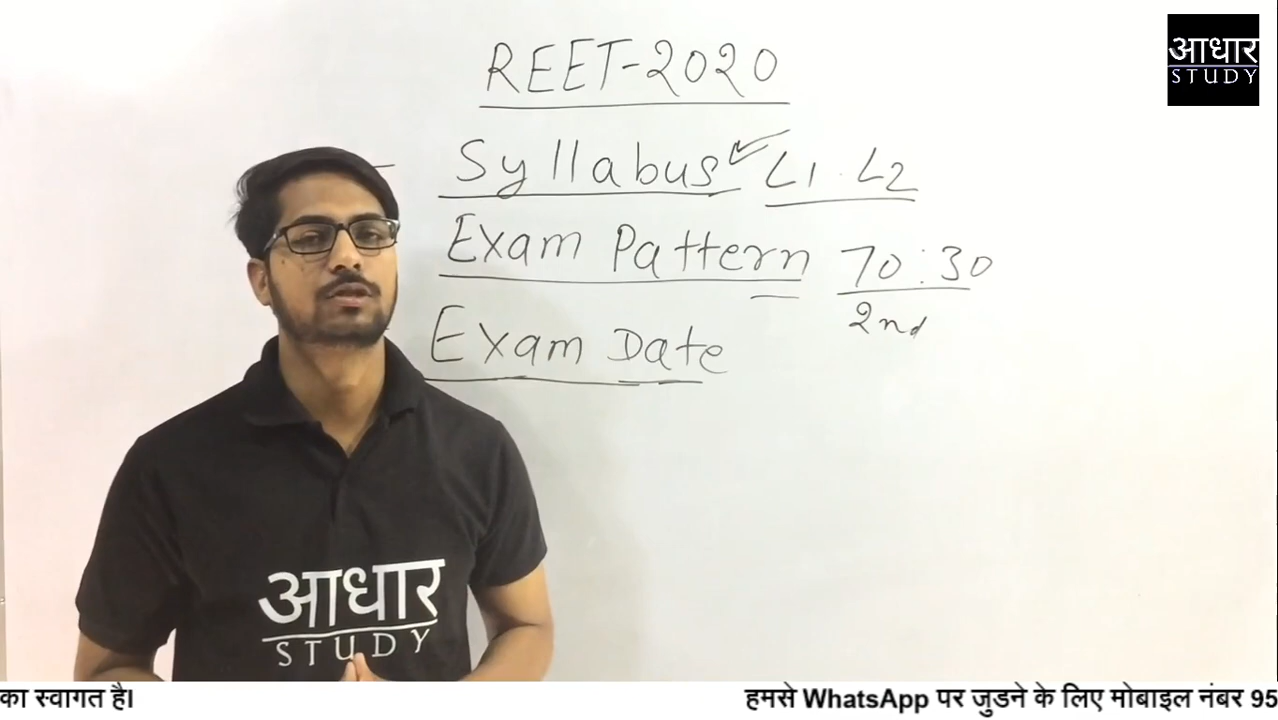 REET-2020
आधार
STUDY
Syllabus L1. L2
Exam Pattern 70:30
2nd
Exam Date
आधार
STUDY
का स्वागत है। हमसे WhatsApp पर जुडने के लिए मोबाइल नंबर 95